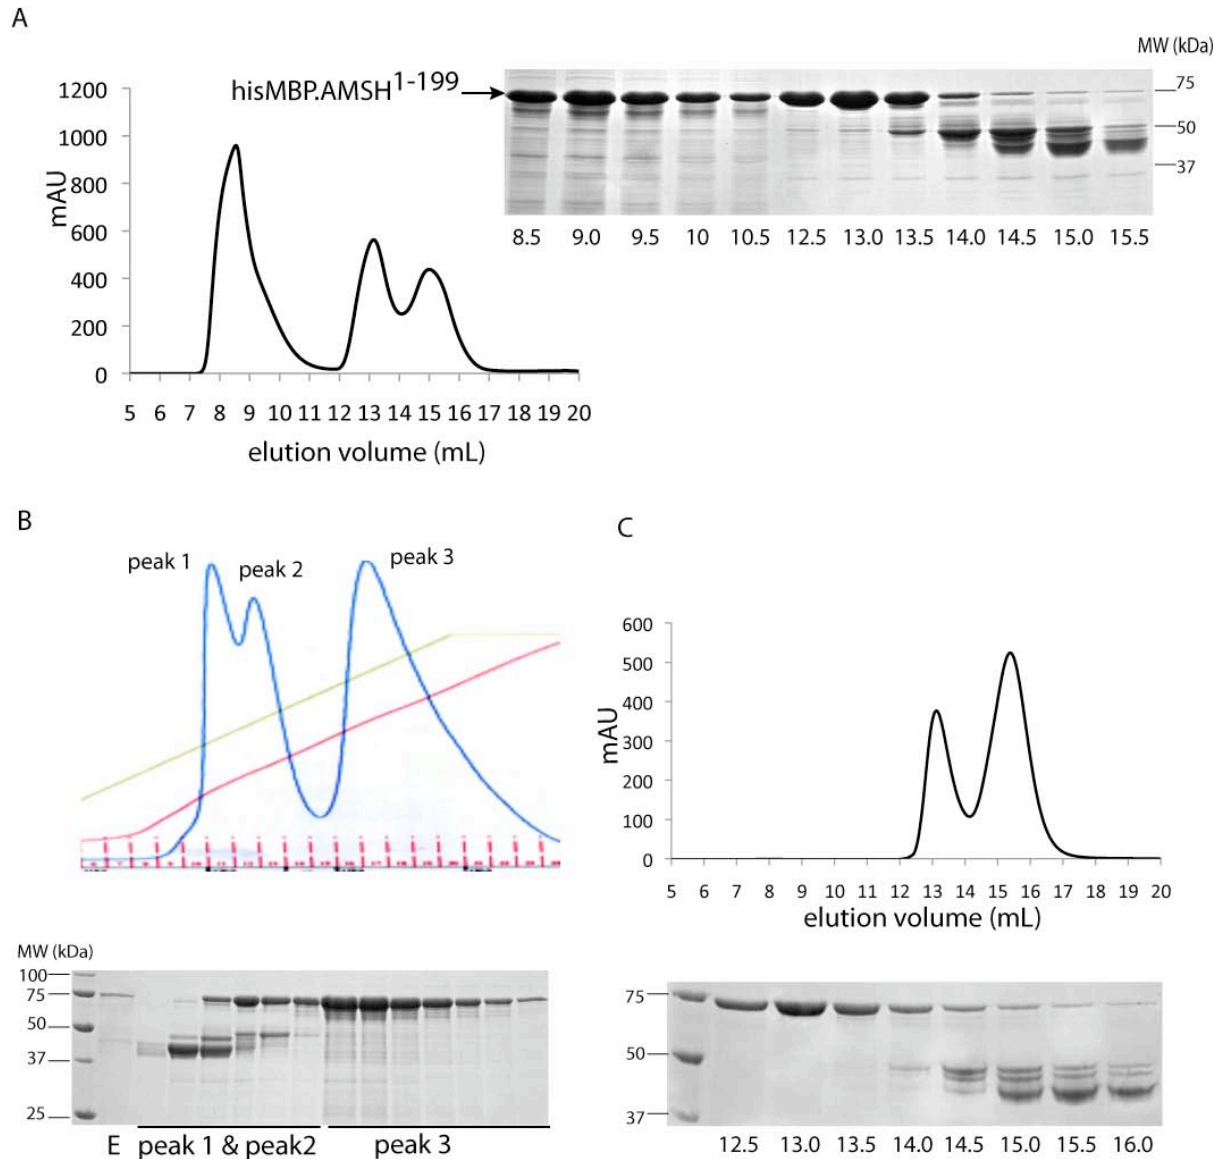 A
MW (kDa)
hisMBP.AMSH1-199
75
50
37
8.5 9.0 9.5 10 10.5 12.5 13.0 13.5 14.0 14.5 15.0 15.5
1200
1000
800
600
400
200
0
mAU
5 6 7 8 9 10 11 12 13 14 15 16 17 18 19 20
elution volume (mL)
B
peak 1
peak 2
peak 3
C
600
500
400
300
200
100
0
mAU
5 6 7 8 9 10 11 12 13 14 15 16 17 18 19 20
elution volume (mL)
MW (kDa)
100
75
50
37
25
E peak 1 & peak2 peak 3
75
50
37
12.5 13.0 13.5 14.0 14.5 15.0 15.5 16.0